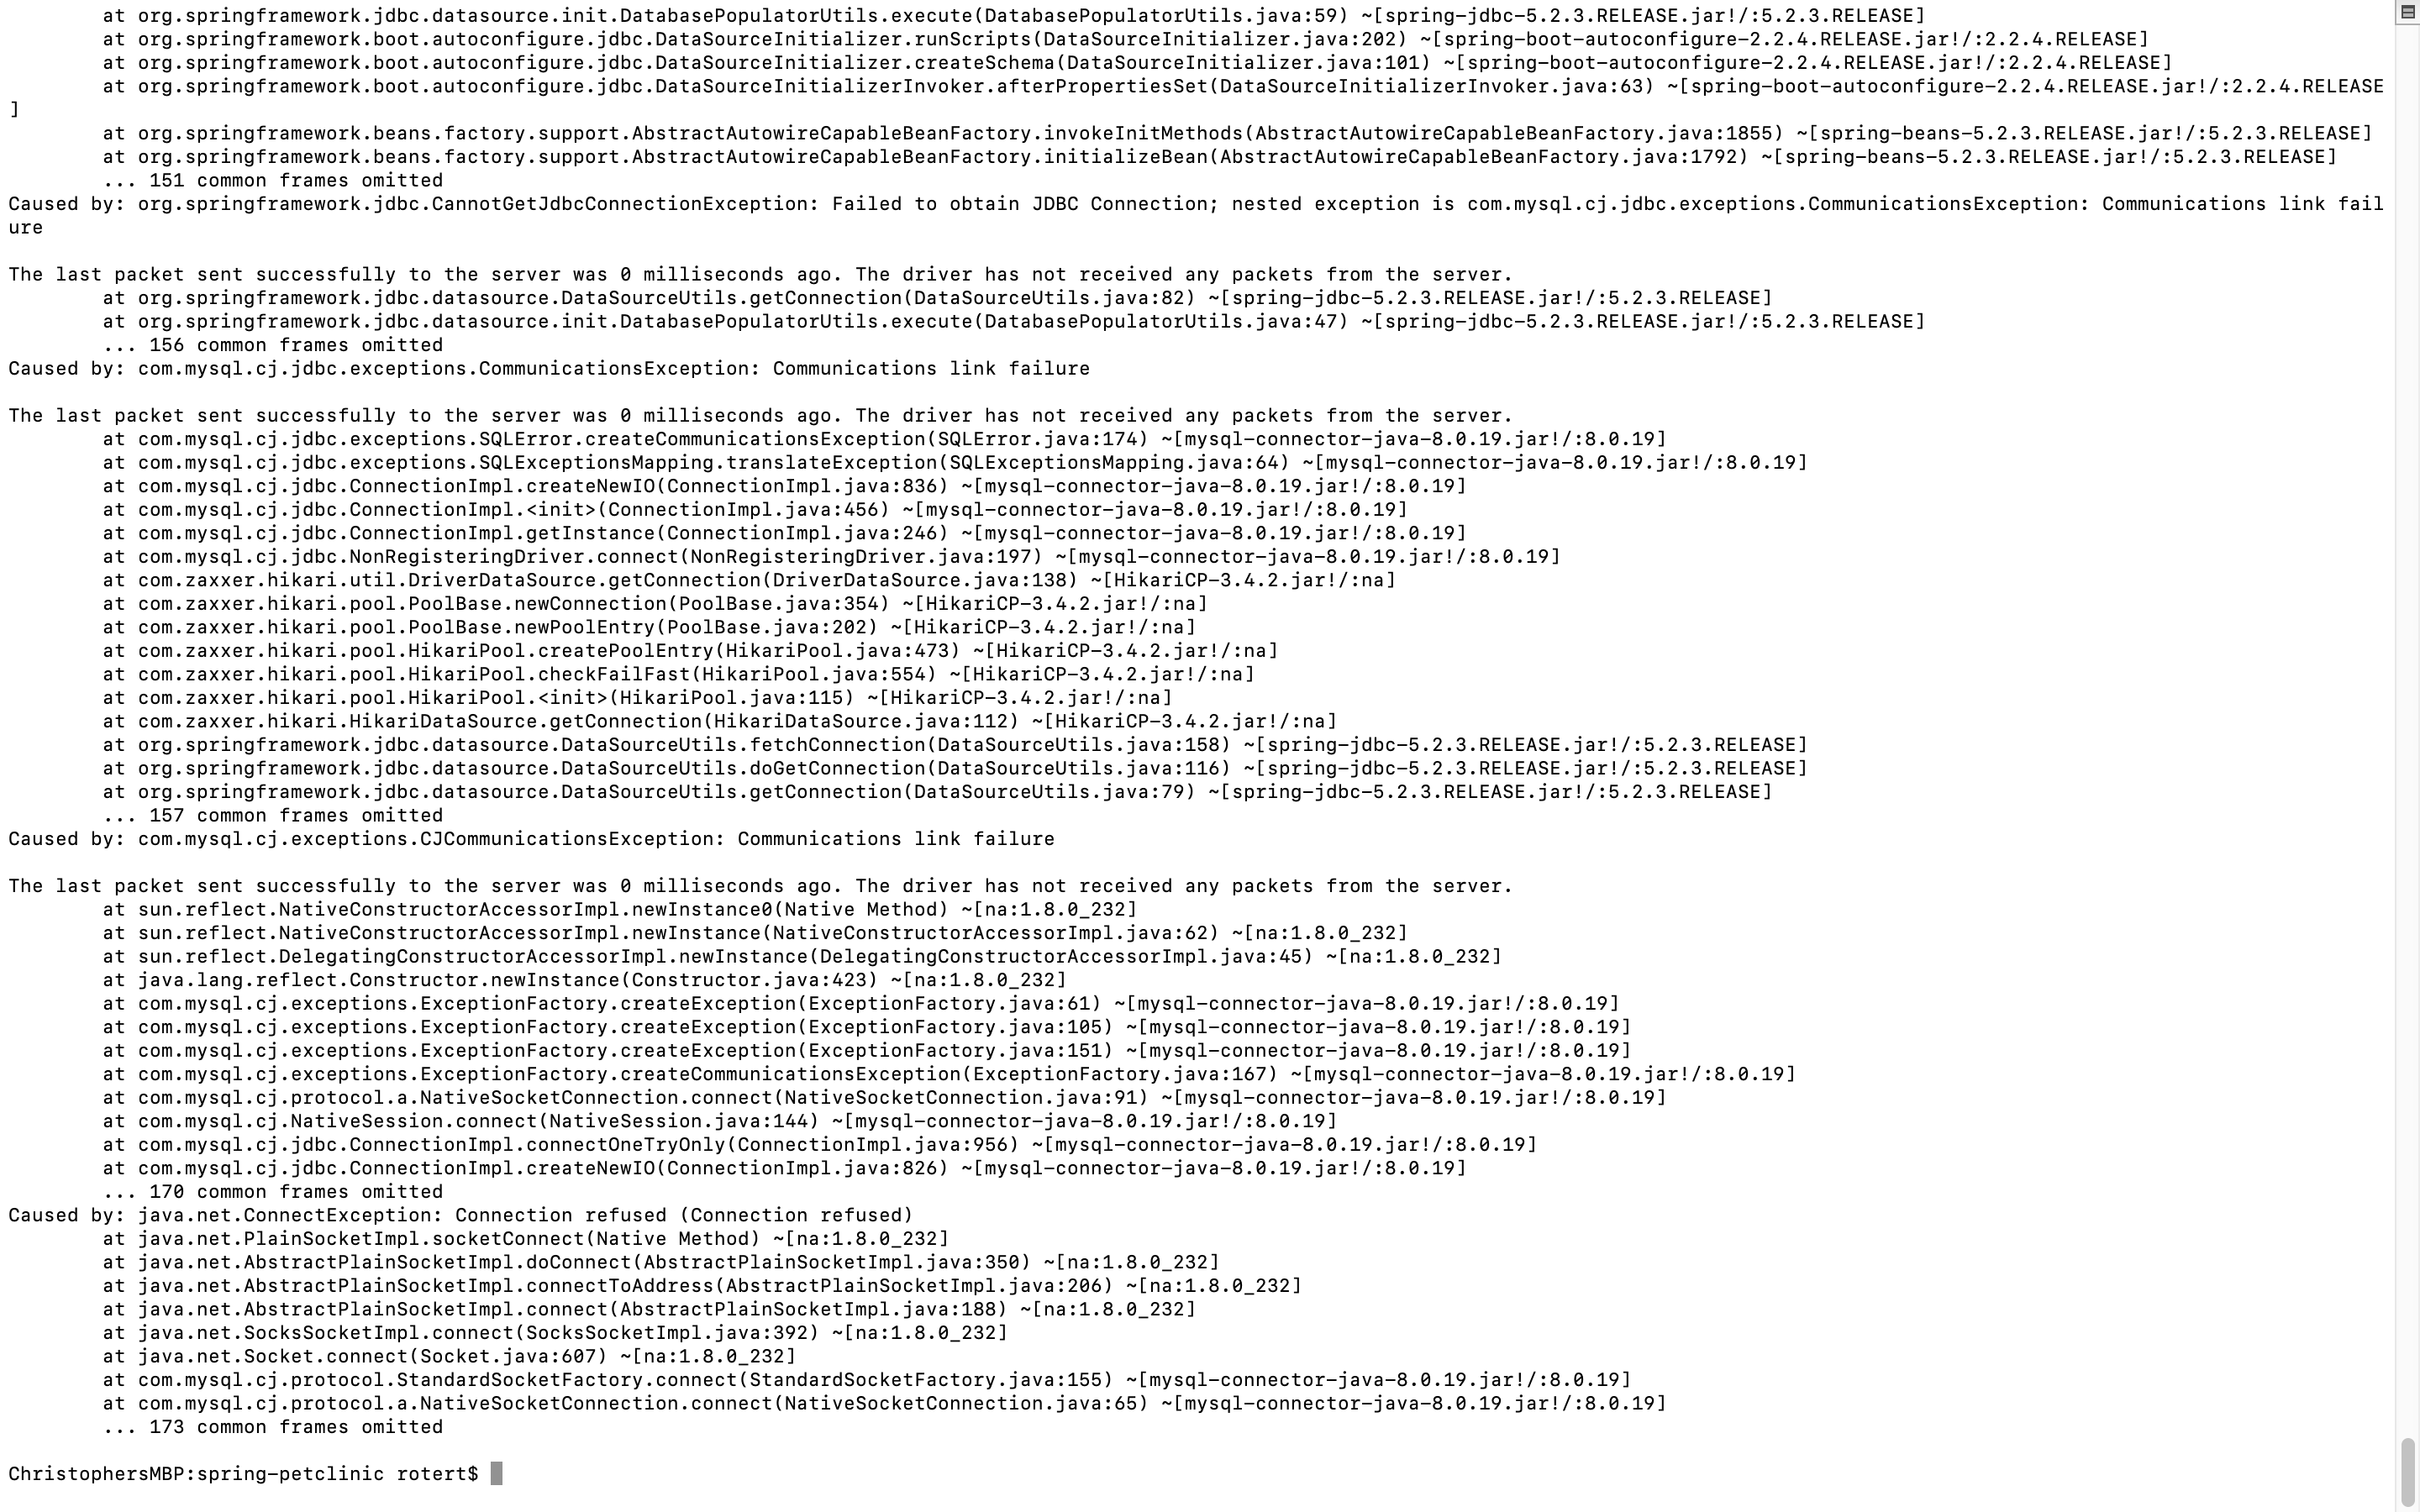 at org.springframework.jdbc.datasource.init.DatabasePopulatorUtils.execute(DatabasePopulatorUtils.java:59) ~[spring-jdbc-5.2.3.RELEASE.jar!/:5.2.3.RELEASE]
at org.springframework.boot.autoconfigure.jdbc.DataSourceInitializer.runScripts(DataSourceInitializer.java:202) ~[spring-boot-autoconfigure-2.2.4.RELEASE.jar!/:2.2.4.RELEASE]
at org.springframework.boot.autoconfigure.jdbc.DataSourceInitializer.createSchema(DataSourceInitializer.java:101) ~[spring-boot-autoconfigure-2.2.4.RELEASE.jar!/:2.2.4.RELEASE]
at org.springframework.boot.autoconfigure.jdbc.DataSourceInitializerInvoker.afterPropertiesSet(DataSourceInitializerInvoker.java:63) ~[spring-boot-autoconfigure-2.2.4.RELEASE.jar!/:2.2.4.RELEASE
]
at org.springframework.beans.factory.support.AbstractAutowireCapableBeanFactory.invokeInitMethods(AbstractAutowireCapableBeanFactory.java:1855) ~[spring-beans-5.2.3.RELEASE.jar!/:5.2.3.RELEASE]
at org.springframework.beans.factory.support.AbstractAutowireCapableBeanFactory.initializeBean(AbstractAutowireCapableBeanFactory.java:1792) ~[spring-beans-5.2.3.RELEASE.jar!/:5.2.3.RELEASE]
... 151 common frames omitted
Caused by: org.springframework.jdbc.CannotGetJdbcConnectionException: Failed to obtain JDBC Connection; nested exception is com.mysql.cj.jdbc.exceptions.CommunicationsException: Communications link fail
ure
The last packet sent successfully to the server was 0 milliseconds ago. The driver has not received any packets from the server.
at org.springframework.jdbc.datasource.DataSourceUtils.getConnection(DataSourceUtils.java:82) ~[spring-jdbc-5.2.3.RELEASE.jar!/:5.2.3.RELEASE]
at org.springframework.jdbc.datasource.init.DatabasePopulatorUtils.execute(DatabasePopulatorUtils.java:47) ~[spring-jdbc-5.2.3.RELEASE.jar!/:5.2.3.RELEASE]
... 156 common frames omitted
Caused by: com.mysql.cj.jdbc.exceptions.CommunicationsException: Communications link failure
The last packet sent successfully to the server was 0 milliseconds ago. The driver has not received any packets from the server.
at com.mysql.cj.jdbc.exceptions.SQLError.createCommunicationsException(SQLError.java:174) ~[mysql-connector-java-8.0.19.jar!/:8.0.19]
at com.mysql.cj.jdbc.exceptions.SQLExceptionsMapping.translateException(SQLExceptionsMapping.java:64) ~[mysql-connector-java-8.0.19.jar!/:8.0.19]
at com.mysql.cj.jdbc.ConnectionImpl.createNewIO(ConnectionImpl.java:836) ~[mysql-connector-java-8.0.19.jar!/:8.0.19]
at com.mysql.cj.jdbc.ConnectionImpl.<init>(ConnectionImpl.java:456) ~[mysql-connector-java-8.0.19.jar!/:8.0.19]
at com.mysql.cj.jdbc.ConnectionImpl.getInstance(ConnectionImpl.java:246) ~[mysql-connector-java-8.0.19.jar!/:8.0.19]
at com.mysql.cj.jdbc.NonRegisteringDriver.connect(NonRegisteringDriver.java:197) ~[mysql-connector-java-8.0.19.jar!/:8.0.19]
at com.zaxxer.hikari.util.DriverDataSource.getConnection(DriverDataSource.java:138) ~[HikariCP-3.4.2.jar!/:na]
at com.zaxxer.hikari.pool.PoolBase.newConnection(PoolBase.java:354) ~[HikariCP-3.4.2.jar!/:na]
at com.zaxxer.hikari.pool.PoolBase.newPoolEntry(PoolBase.java:202) ~[HikariCP-3.4.2.jar!/:na]
at com.zaxxer.hikari.pool.HikariPool.createPoolEntry(HikariPool.java:473) ~[HikariCP-3.4.2.jar!/:na]
at com.zaxxer.hikari.pool.HikariPool.checkFailFast(HikariPool.java:554) ~[HikariCP-3.4.2.jar!/:na]
at com.zaxxer.hikari.pool.HikariPool.<init>(HikariPool.java:115) ~[HikariCP-3.4.2.jar!/:na]
at com.zaxxer.hikari.HikariDataSource.getConnection(HikariDataSource.java:112) ~[HikariCP-3.4.2.jar!/:na]
at org.springframework.jdbc.datasource.DataSourceUtils.fetchConnection(DataSourceUtils.java:158) ~[spring-jdbc-5.2.3.RELEASE.jar!/:5.2.3.RELEASE]
at org.springframework.jdbc.datasource.DataSourceUtils.doGetConnection(DataSourceUtils.java:116) ~[spring-jdbc-5.2.3.RELEASE.jar!/:5.2.3.RELEASE]
at org.springframework.jdbc.datasource.DataSourceUtils.getConnection(DataSourceUtils.java:79) ~[spring-jdbc-5.2.3.RELEASE.jar!/:5.2.3.RELEASE]
... 157 common frames omitted
Caused by: com.mysql.cj.exceptions.CJCommunicationsException: Communications link failure
The last packet sent successfully to the server was 0 milliseconds ago. The driver has not received any packets from the server.
at sun.reflect.NativeConstructorAccessorImpl.newInstance0(Native Method) ~[na:1.8.0_232]
at sun.reflect.NativeConstructorAccessorImpl.newInstance(NativeConstructorAccessorImpl.java:62) ~[na:1.8.0_232]
at sun.reflect.DelegatingConstructorAccessorImpl.newInstance(DelegatingConstructorAccessorImpl.java:45) ~[na:1.8.0_232]
at java.lang.reflect.Constructor.newInstance(Constructor.java:423) ~[na:1.8.0_232]
at com.mysql.cj.exceptions.ExceptionFactory.createException(ExceptionFactory.java:61) ~[mysql-connector-java-8.0.19.jar!/:8.0.19]
at com.mysql.cj.exceptions.ExceptionFactory.createException(ExceptionFactory.java:105) ~[mysql-connector-java-8.0.19.jar!/:8.0.19]
at com.mysql.cj.exceptions.ExceptionFactory.createException(ExceptionFactory.java:151) ~[mysql-connector-java-8.0.19.jar!/:8.0.19]
at com.mysql.cj.exceptions.ExceptionFactory.createCommunicationsException(ExceptionFactory.java:167) ~[mysql-connector-java-8.0.19.jar!/:8.0.19]
at com.mysql.cj.protocol.a.NativeSocketConnection.connect(NativeSocketConnection.java:91) ~[mysql-connector-java-8.0.19.jar!/:8.0.19]
at com.mysql.cj.NativeSession.connect(NativeSession.java:144) ~[mysql-connector-java-8.0.19.jar!/:8.0.19]
at com.mysql.cj.jdbc.ConnectionImpl.connectOneTryOnly(ConnectionImpl.java:956) ~[mysql-connector-java-8.0.19.jar!/:8.0.19]
at com.mysql.cj.jdbc.ConnectionImpl.createNewIO(ConnectionImpl.java:826) ~[mysql-connector-java-8.0.19.jar!/:8.0.19]
... 170 common frames omitted
Caused by: java.net.ConnectException: Connection refused (Connection refused)
at java.net.PlainSocketImpl.socketConnect(Native Method) ~[na:1.8.0_232]
at java.net.AbstractPlainSocketImpl.doConnect(AbstractPlainSocketImpl.java:350) ~[na:1.8.0_232]
at java.net.AbstractPlainSocketImpl.connectToAddress(AbstractPlainSocketImpl.java:206) ~[na:1.8.0_232]
at java.net.AbstractPlainSocketImpl.connect(AbstractPlainSocketImpl.java:188) ~[na:1.8.0_232]
at java.net.SocksSocketImpl.connect(SocksSocketImpl.java:392) ~[na:1.8.0_232]
at java.net.Socket.connect(Socket.java:607) ~[na:1.8.0_232]
at com.mysql.cj.protocol.StandardSocketFactory.connect(StandardSocketFactory.java:155) ~[mysql-connector-java-8.0.19.jar!/:8.0.19]
at com.mysql.cj.protocol.a.NativeSocketConnection.connect(NativeSocketConnection.java:65) ~[mysql-connector-java-8.0.19.jar!/:8.0.19]
... 173 common frames omitted
ChristophersMBP:spring-petclinic rotert$